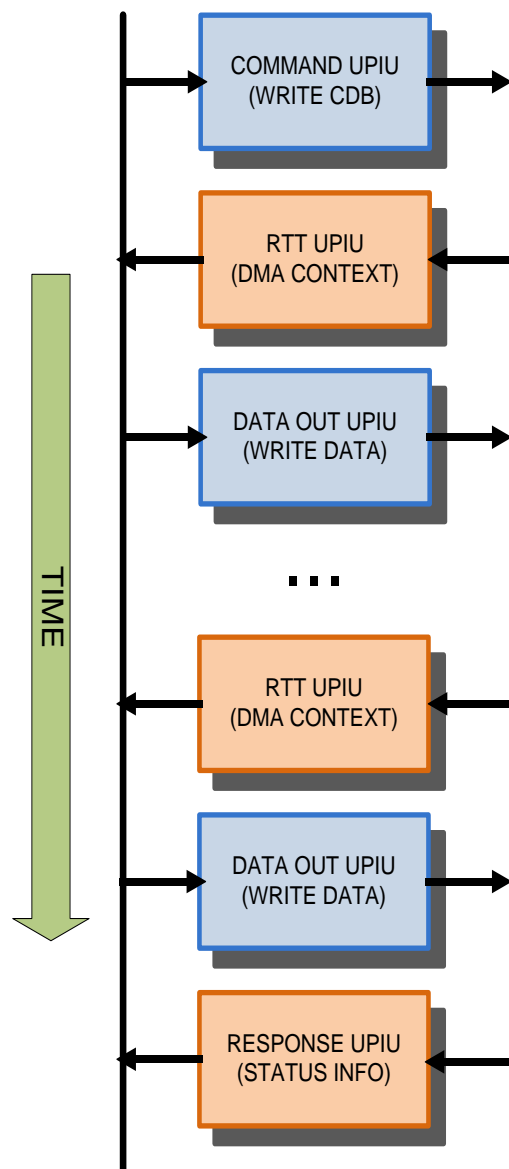 COMMAND UPIU
(WRITE CDB)
RTT UPIU
(DMA CONTEXT)
DATA OUT UPIU
(WRITE DATA)
...
TIME
RTT UPIU
(DMA CONTEXT)
DATA OUT UPIU
(WRITE DATA)
RESPONSE UPIU
(STATUS INFO)